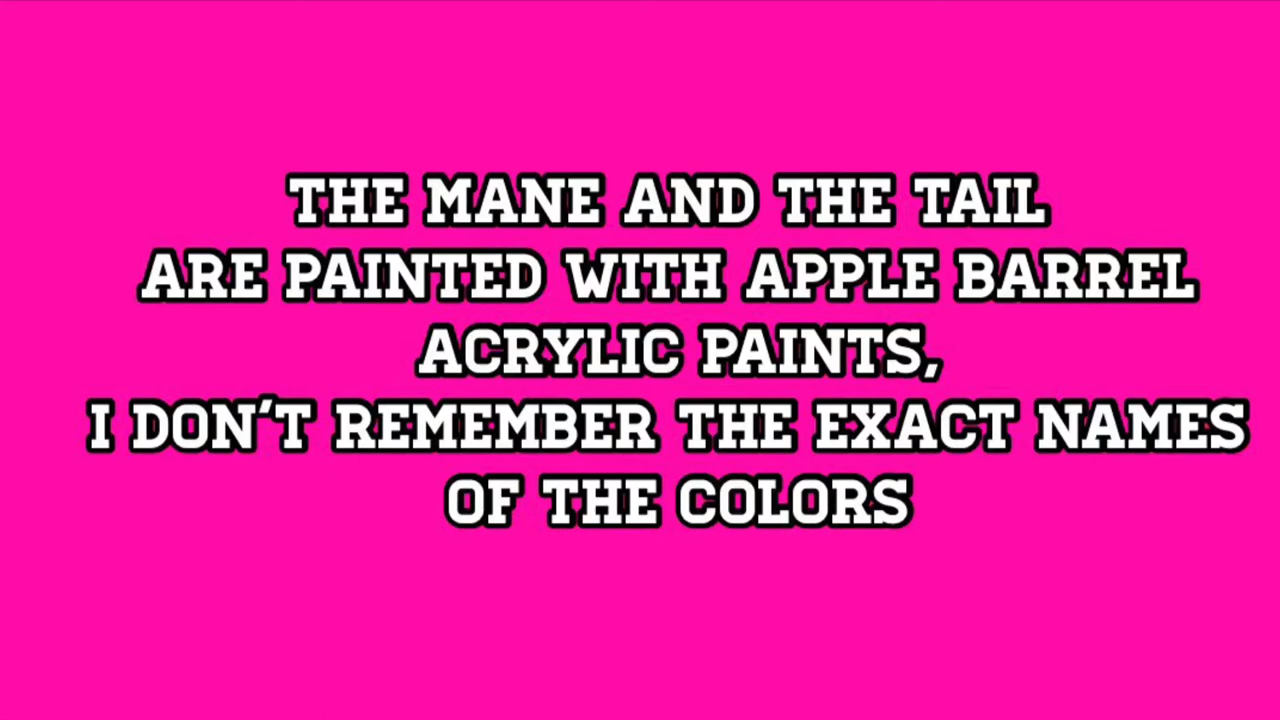 THE MANE AND THE TAIL
ARE PAINTED WITH APPLE BARREL
ACRYLIC PAINTS,
I DON'T REMEMBER THE EXACT NAMES
OF THE COLORS